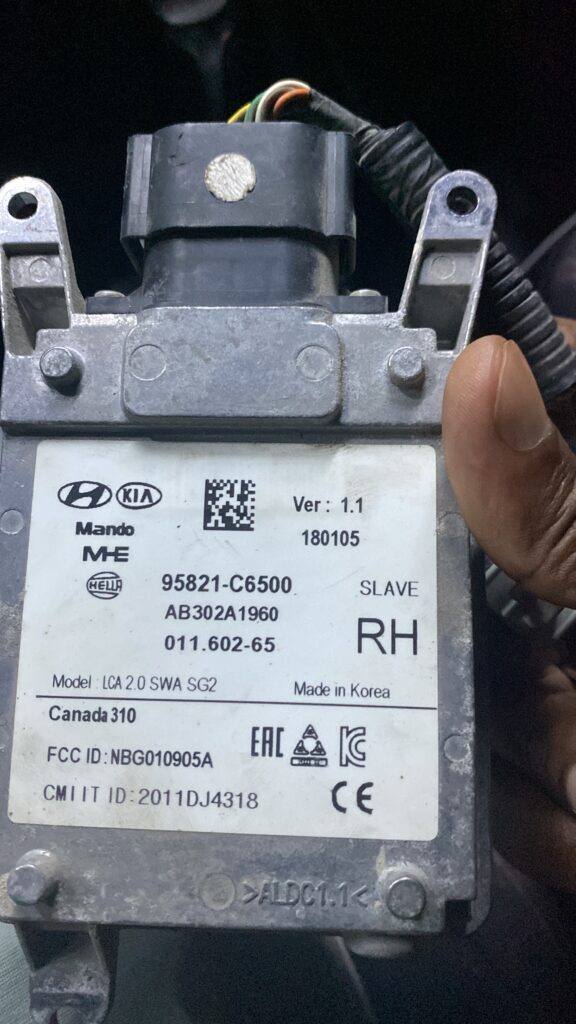 KIA
Mando
MHE
HELLA
Ver: 1.1
180105
95821-C6500
AB302A1960
011.602-65
SLAVE
RH
Model : LCA 2.0 SWA SG2
Made in Korea
Canada 310
FCC ID: NBG010905A
CMIIT ID: 2011DJ4318
EAC
CE
>ALDC1.1<